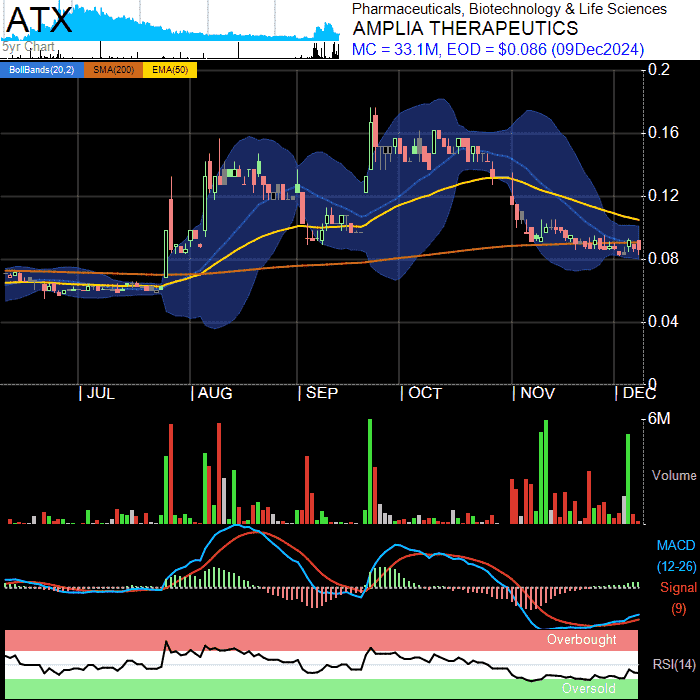 ATX
5yr Chart
Pharmaceuticals, Biotechnology & Life Sciences
AMPLIA THERAPEUTICS
MC = 33.1M, EOD = $0.086 (09Dec2024)
BollBands(20,2) SMA(200) EMA(50)
0.2
0.16
0.12
0.08
0.04
0
JUL AUG SEP OCT NOV DEC
6M
Volume
MACD
(12-26)
Signal
(9)
Overbought
RSI(14)
Oversold